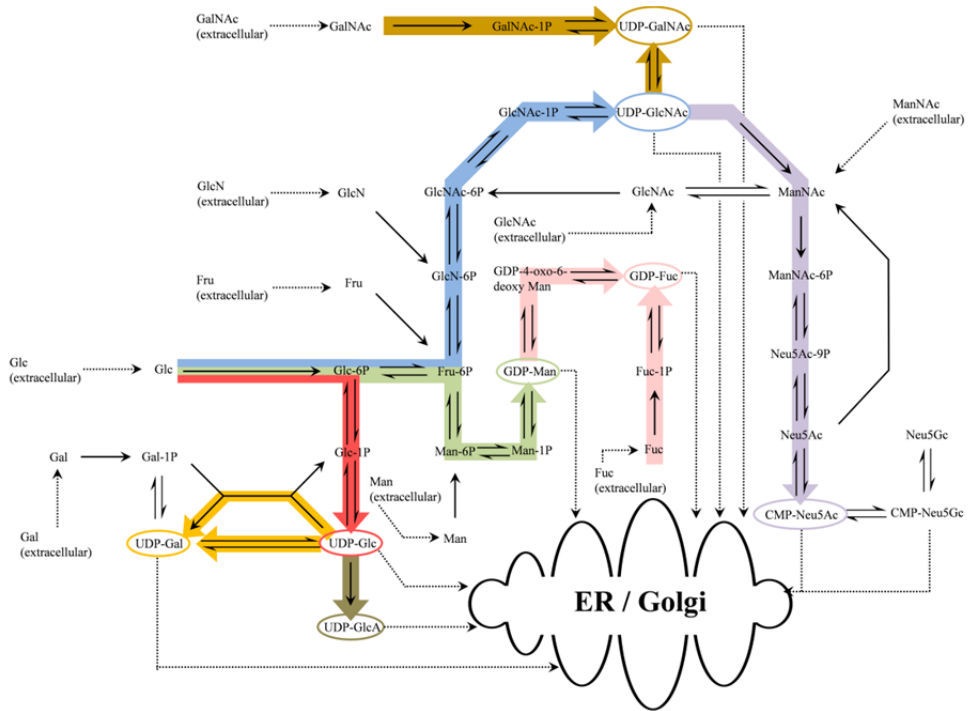 GalNAc
(extracellular)
GalNAc
GalNAc-1P
UDP-GalNAc
GlcNAc-1P
UDP-GlcNAc
ManNAc
(extracellular)
GlcN
(extracellular)
GlcN
GlcNAc-6P
GlcNAc
ManNAc
GlcNAc
(extracellular)
Fru
(extracellular)
Fru
GlcN-6P
GDP-4-oxo-6-
deoxy Man
GDP-Fuc
ManNAc-6P
Glc
(extracellular)
Glc
Glc-6P
Fru-6P
GDP-Man
Fuc-1P
Neu5Ac-9P
Gal
Gal-1P
Glc-1P
Man-6P
Man-1P
Fuc
Neu5Ac
Neu5Gc
Man
(extracellular)
Fuc
(extracellular)
Gal
(extracellular)
UDP-Gal
UDP-Glc
Man
CMP-Neu5Ac
CMP-Neu5Gc
UDP-GlcA
ER / Golgi